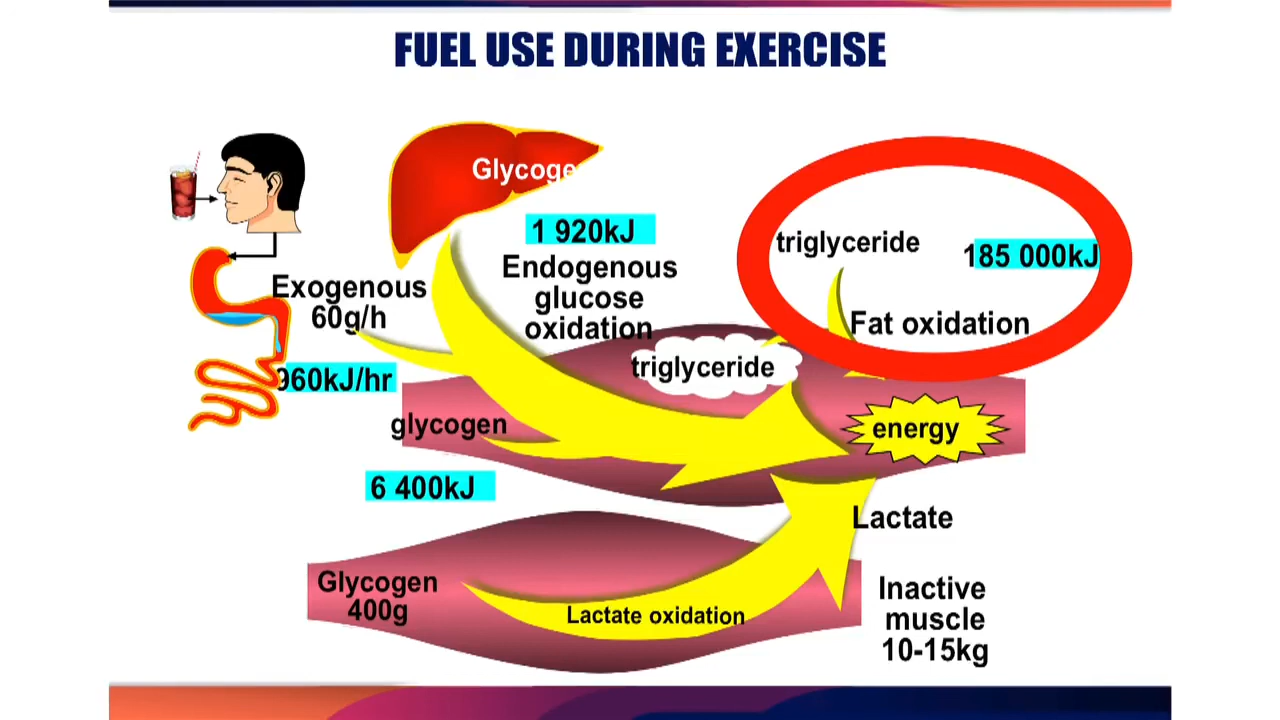 FUEL USE DURING EXERCISE
Glycoge
1 920kJ
Endogenous
glucose
oxidation
triglyceride
185 000kJ
Fat oxidation
Exogenous
60g/h
960kJ/hr
triglyceride
glycogen
energy
6 400kJ
Lactate
Glycogen
400g
Lactate oxidation
Inactive
muscle
10-15kg